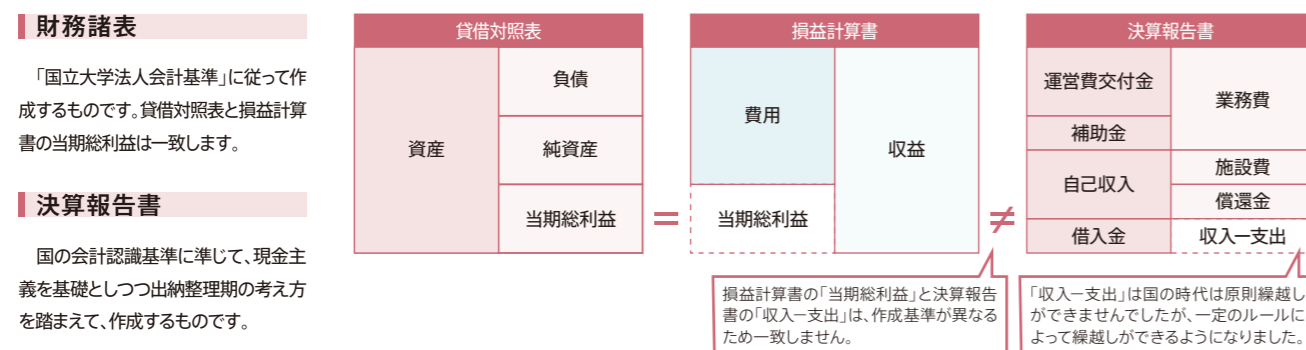 財務諸表
「国立大学法人会計基準」に従って作
成するものです。貸借対照表と損益計算
書の当期総利益は一致します。
決算報告書
国の会計認識基準に準じて、現金主
義を基礎としつつ出納整理期の考え方
を踏まえて、作成するものです。
貸借対照表
資産
負債
純資産
当期総利益
＝
損益計算書
費用
当期総利益
収益
≠
決算報告書
運営費交付金
補助金
自己収入
借入金
業務費
施設費
償還金
収入ー支出
損益計算書の「当期総利益」と決算報告
書の「収入ー支出」は、作成基準が異なる
ため一致しません。
「収入ー支出」は国の時代は原則繰越し
ができませんでしたが、一定のルールに
よって繰越しができるようになりました。